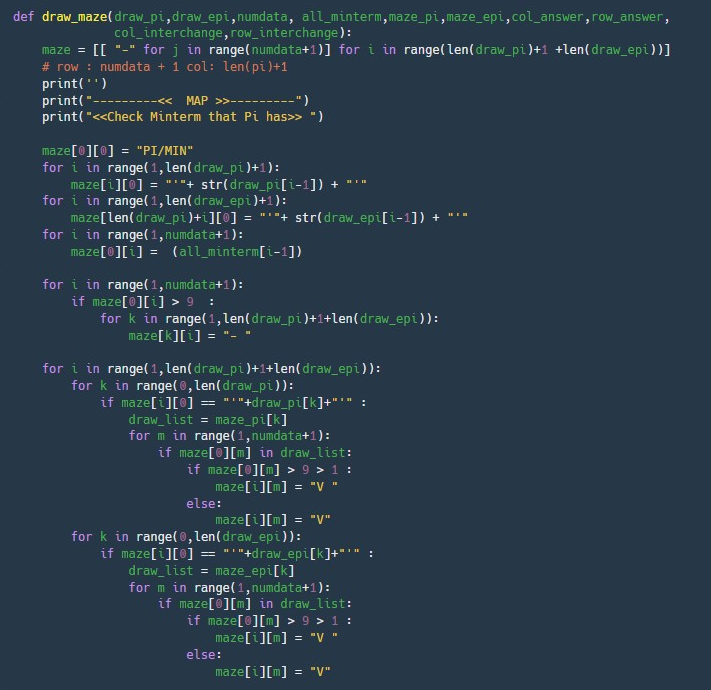 def draw_maze(draw_pi,draw_epi,numdata, all_minterm,maze_pi,maze_epi,col_answer,row_answer,
              col_interchange,row_interchange):
    maze = [[ "-" for j in range(numdata+1)] for i in range(len(draw_pi)+1 +len(draw_epi))]
    # row : numdata + 1 col: len(pi)+1
    print('')
    print("---------<<  MAP >>---------")
    print("<<Check Minterm that Pi has>> ")

    maze[0][0] = "PI/MIN"
    for i in range(1,len(draw_pi)+1):
        maze[i][0] = "'"+ str(draw_pi[i-1]) + "'"
    for i in range(1,len(draw_epi)+1):
        maze[len(draw_pi)+i][0] = "'"+ str(draw_epi[i-1]) + "'"
    for i in range(1,numdata+1):
        maze[0][i] =  (all_minterm[i-1])

    for i in range(1,numdata+1):
        if maze[0][i] > 9  :
            for k in range(1,len(draw_pi)+1+len(draw_epi)):
                maze[k][i] = "- "

    for i in range(1,len(draw_pi)+1+len(draw_epi)):
        for k in range(0,len(draw_pi)):
            if maze[i][0] == "'"+draw_pi[k]+"'" :
                draw_list = maze_pi[k]
                for m in range(1,numdata+1):
                    if maze[0][m] in draw_list:
                        if maze[0][m] > 9 > 1 :
                            maze[i][m] = "V "
                        else:
                            maze[i][m] = "V"
        for k in range(0,len(draw_epi)):
            if maze[i][0] == "'"+draw_epi[k]+"'" :
                draw_list = maze_epi[k]
                for m in range(1,numdata+1):
                    if maze[0][m] in draw_list:
                        if maze[0][m] > 9 > 1 :
                            maze[i][m] = "V "
                        else:
                            maze[i][m] = "V"